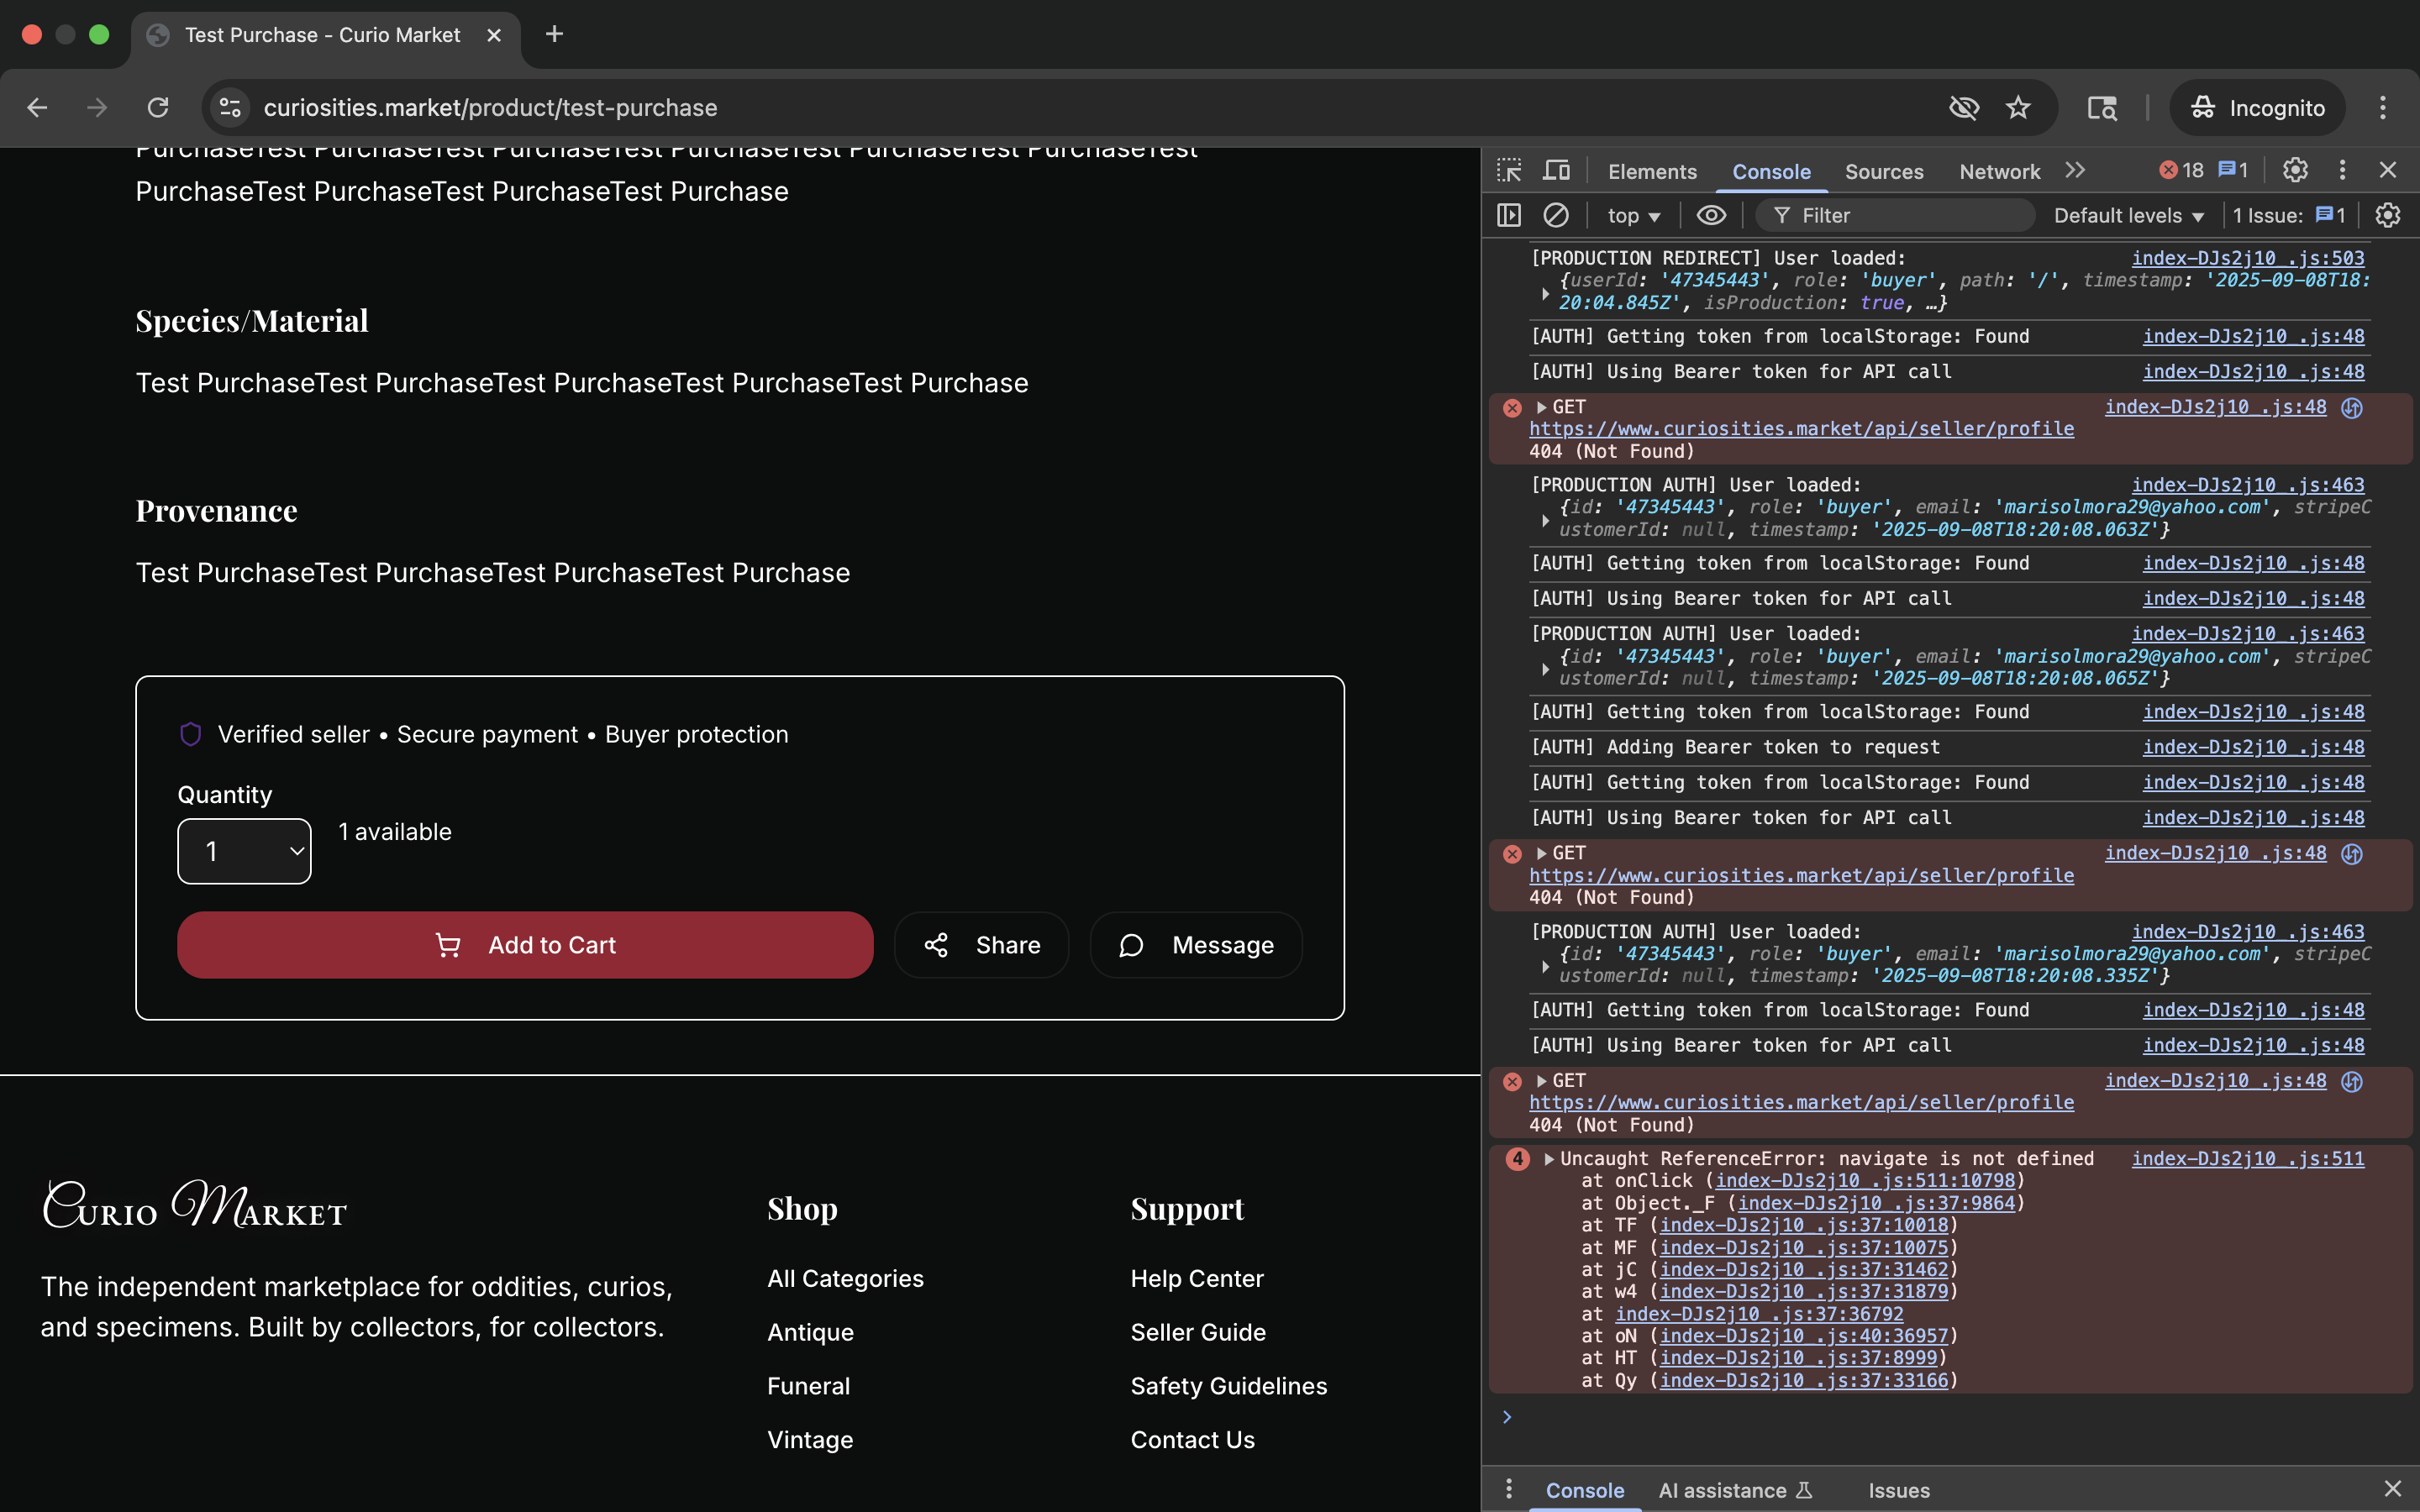 Test Purchase - Curio Market
curiosities.market/product/test-purchase
Incognito
PurchaseTest PurchaseTest PurchaseTest PurchaseTest PurchaseTest PurchaseTest
PurchaseTest PurchaseTest PurchaseTest Purchase
Species/Material
Test PurchaseTest PurchaseTest PurchaseTest PurchaseTest Purchase
Provenance
Test PurchaseTest PurchaseTest PurchaseTest Purchase
Verified seller • Secure payment • Buyer protection
Quantity
1
1 available
Add to Cart
Share
Message
Curio Market
The independent marketplace for oddities, curios,
and specimens. Built by collectors, for collectors.
Shop
All Categories
Antique
Funeral
Vintage
Support
Help Center
Seller Guide
Safety Guidelines
Contact Us
Elements Console Sources Network 18 1
top Filter Default levels 1 Issue: 1
[PRODUCTION REDIRECT] User loaded: index-DJs2j10_.js:503
{userId: '47345443', role: 'buyer', path: '/', timestamp: '2025-09-08T18:
20:04.845Z', isProduction: true, …}
[AUTH] Getting token from localStorage: Found index-DJs2j10_.js:48
[AUTH] Using Bearer token for API call index-DJs2j10_.js:48
GET index-DJs2j10_.js:48
https://www.curiosities.market/api/seller/profile
404 (Not Found)
[PRODUCTION AUTH] User loaded: index-DJs2j10_.js:463
{id: '47345443', role: 'buyer', email: 'marisolmora29@yahoo.com', stripeC
ustomerId: null, timestamp: '2025-09-08T18:20:08.063Z'}
[AUTH] Getting token from localStorage: Found index-DJs2j10_.js:48
[AUTH] Using Bearer token for API call index-DJs2j10_.js:48
[PRODUCTION AUTH] User loaded: index-DJs2j10_.js:463
{id: '47345443', role: 'buyer', email: 'marisolmora29@yahoo.com', stripeC
ustomerId: null, timestamp: '2025-09-08T18:20:08.065Z'}
[AUTH] Getting token from localStorage: Found index-DJs2j10_.js:48
[AUTH] Adding Bearer token to request index-DJs2j10_.js:48
[AUTH] Getting token from localStorage: Found index-DJs2j10_.js:48
[AUTH] Using Bearer token for API call index-DJs2j10_.js:48
GET index-DJs2j10_.js:48
https://www.curiosities.market/api/seller/profile
404 (Not Found)
[PRODUCTION AUTH] User loaded: index-DJs2j10_.js:463
{id: '47345443', role: 'buyer', email: 'marisolmora29@yahoo.com', stripeC
ustomerId: null, timestamp: '2025-09-08T18:20:08.335Z'}
[AUTH] Getting token from localStorage: Found index-DJs2j10_.js:48
[AUTH] Using Bearer token for API call index-DJs2j10_.js:48
GET index-DJs2j10_.js:48
https://www.curiosities.market/api/seller/profile
404 (Not Found)
4 Uncaught ReferenceError: navigate is not defined index-DJs2j10_.js:511
at onClick (index-DJs2j10_.js:511:10798)
at Object._F (index-DJs2j10_.js:37:9864)
at TF (index-DJs2j10_.js:37:10018)
at MF (index-DJs2j10_.js:37:10075)
at jC (index-DJs2j10_.js:37:31462)
at w4 (index-DJs2j10_.js:37:31879)
at index-DJs2j10_.js:37:36792
at oN (index-DJs2j10_.js:40:36957)
at HT (index-DJs2j10_.js:37:8999)
at Qy (index-DJs2j10_.js:37:33166)
Console AI assistance Issues